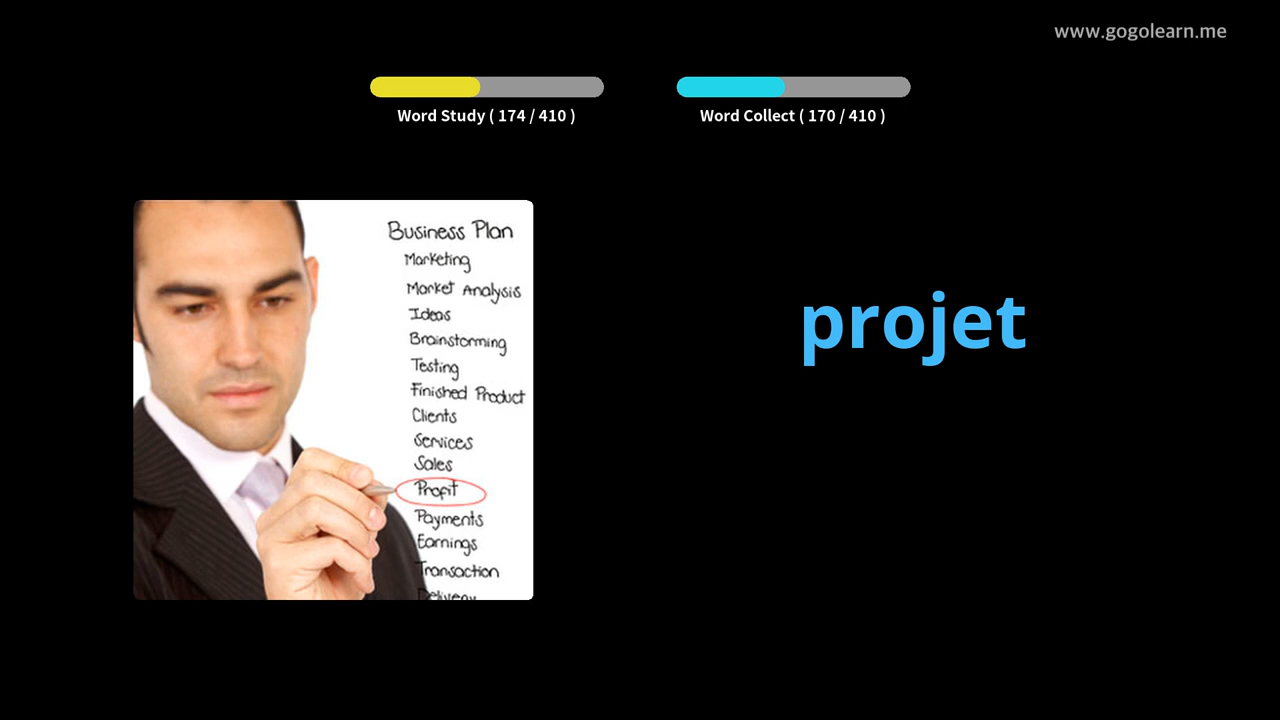 www.gogolearn.me
Word Study ( 174 / 410 )
Word Collect ( 170 / 410 )
Business Plan
Marketing
Market Analysis
Ideas
Brainstorming
Testing
Finished Product
Clients
Services
Sales
Profit
Payments
Earnings
Transaction
Delivery
projet